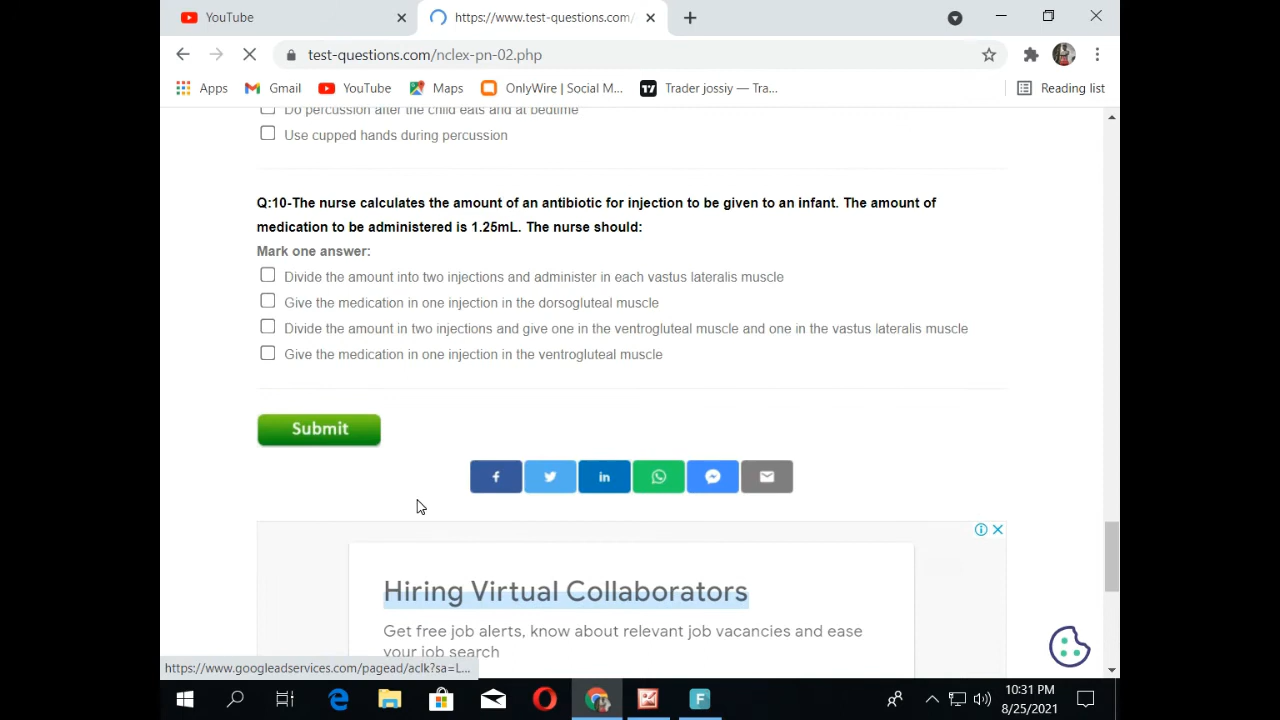 YouTube
https://www.test-questions.com/
test-questions.com/nclex-pn-02.php
Apps
Gmail
YouTube
Maps
OnlyWire | Social M...
Trader jossiy — Tra...
Reading list
Do percussion after the child eats and at bedtime
Use cupped hands during percussion
Q:10-The nurse calculates the amount of an antibiotic for injection to be given to an infant. The amount of
medication to be administered is 1.25mL. The nurse should:
Mark one answer:
Divide the amount into two injections and administer in each vastus lateralis muscle
Give the medication in one injection in the dorsogluteal muscle
Divide the amount in two injections and give one in the ventrogluteal muscle and one in the vastus lateralis muscle
Give the medication in one injection in the ventrogluteal muscle
Submit
Hiring Virtual Collaborators
Get free job alerts, know about relevant job vacancies and ease
your job search
https://www.googleadservices.com/pagead/aclk?sa=L...
10:31 PM
8/25/2021